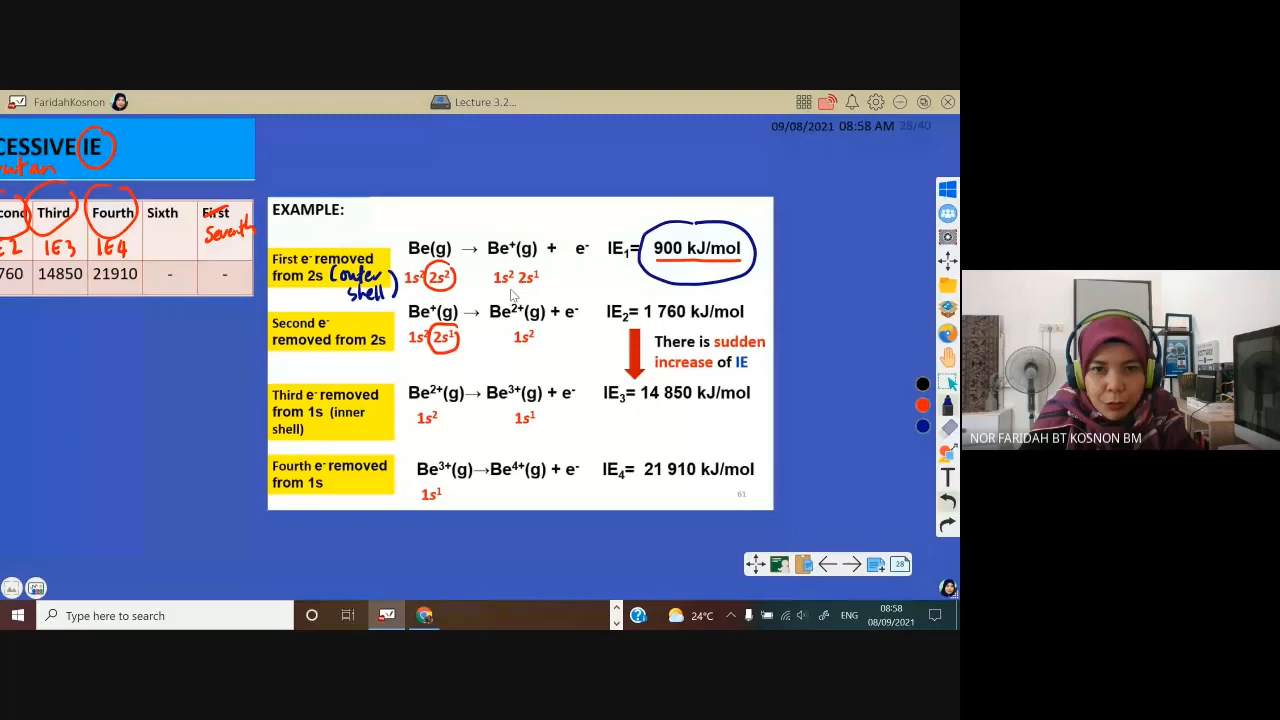 FaridahKosnon
Lecture 3.2...
09/08/2021 08:58 AM 28/40
CESSIVE IE
Third Fourth Sixth First
IE3 IE4 Seventh
760 14850 21910 - -
EXAMPLE:
First e- removed
from 2s (outer
shell)
Be(g) → Be+(g) + e- IE1= 900 kJ/mol
1s2 2s2 1s2 2s1
Second e-
removed from 2s
Be+(g) → Be2+(g) + e- IE2= 1 760 kJ/mol
1s2 2s1 1s2
There is sudden
increase of IE
Third e- removed
from 1s (inner
shell)
Be2+(g)→ Be3+(g) + e- IE3= 14 850 kJ/mol
1s2 1s1
Fourth e- removed
from 1s
Be3+(g)→Be4+(g) + e- IE4= 21 910 kJ/mol
1s1
61
NOR FARIDAH BT KOSNON BM
T
28
Type here to search
24°C ENG
08:58
08/09/2021